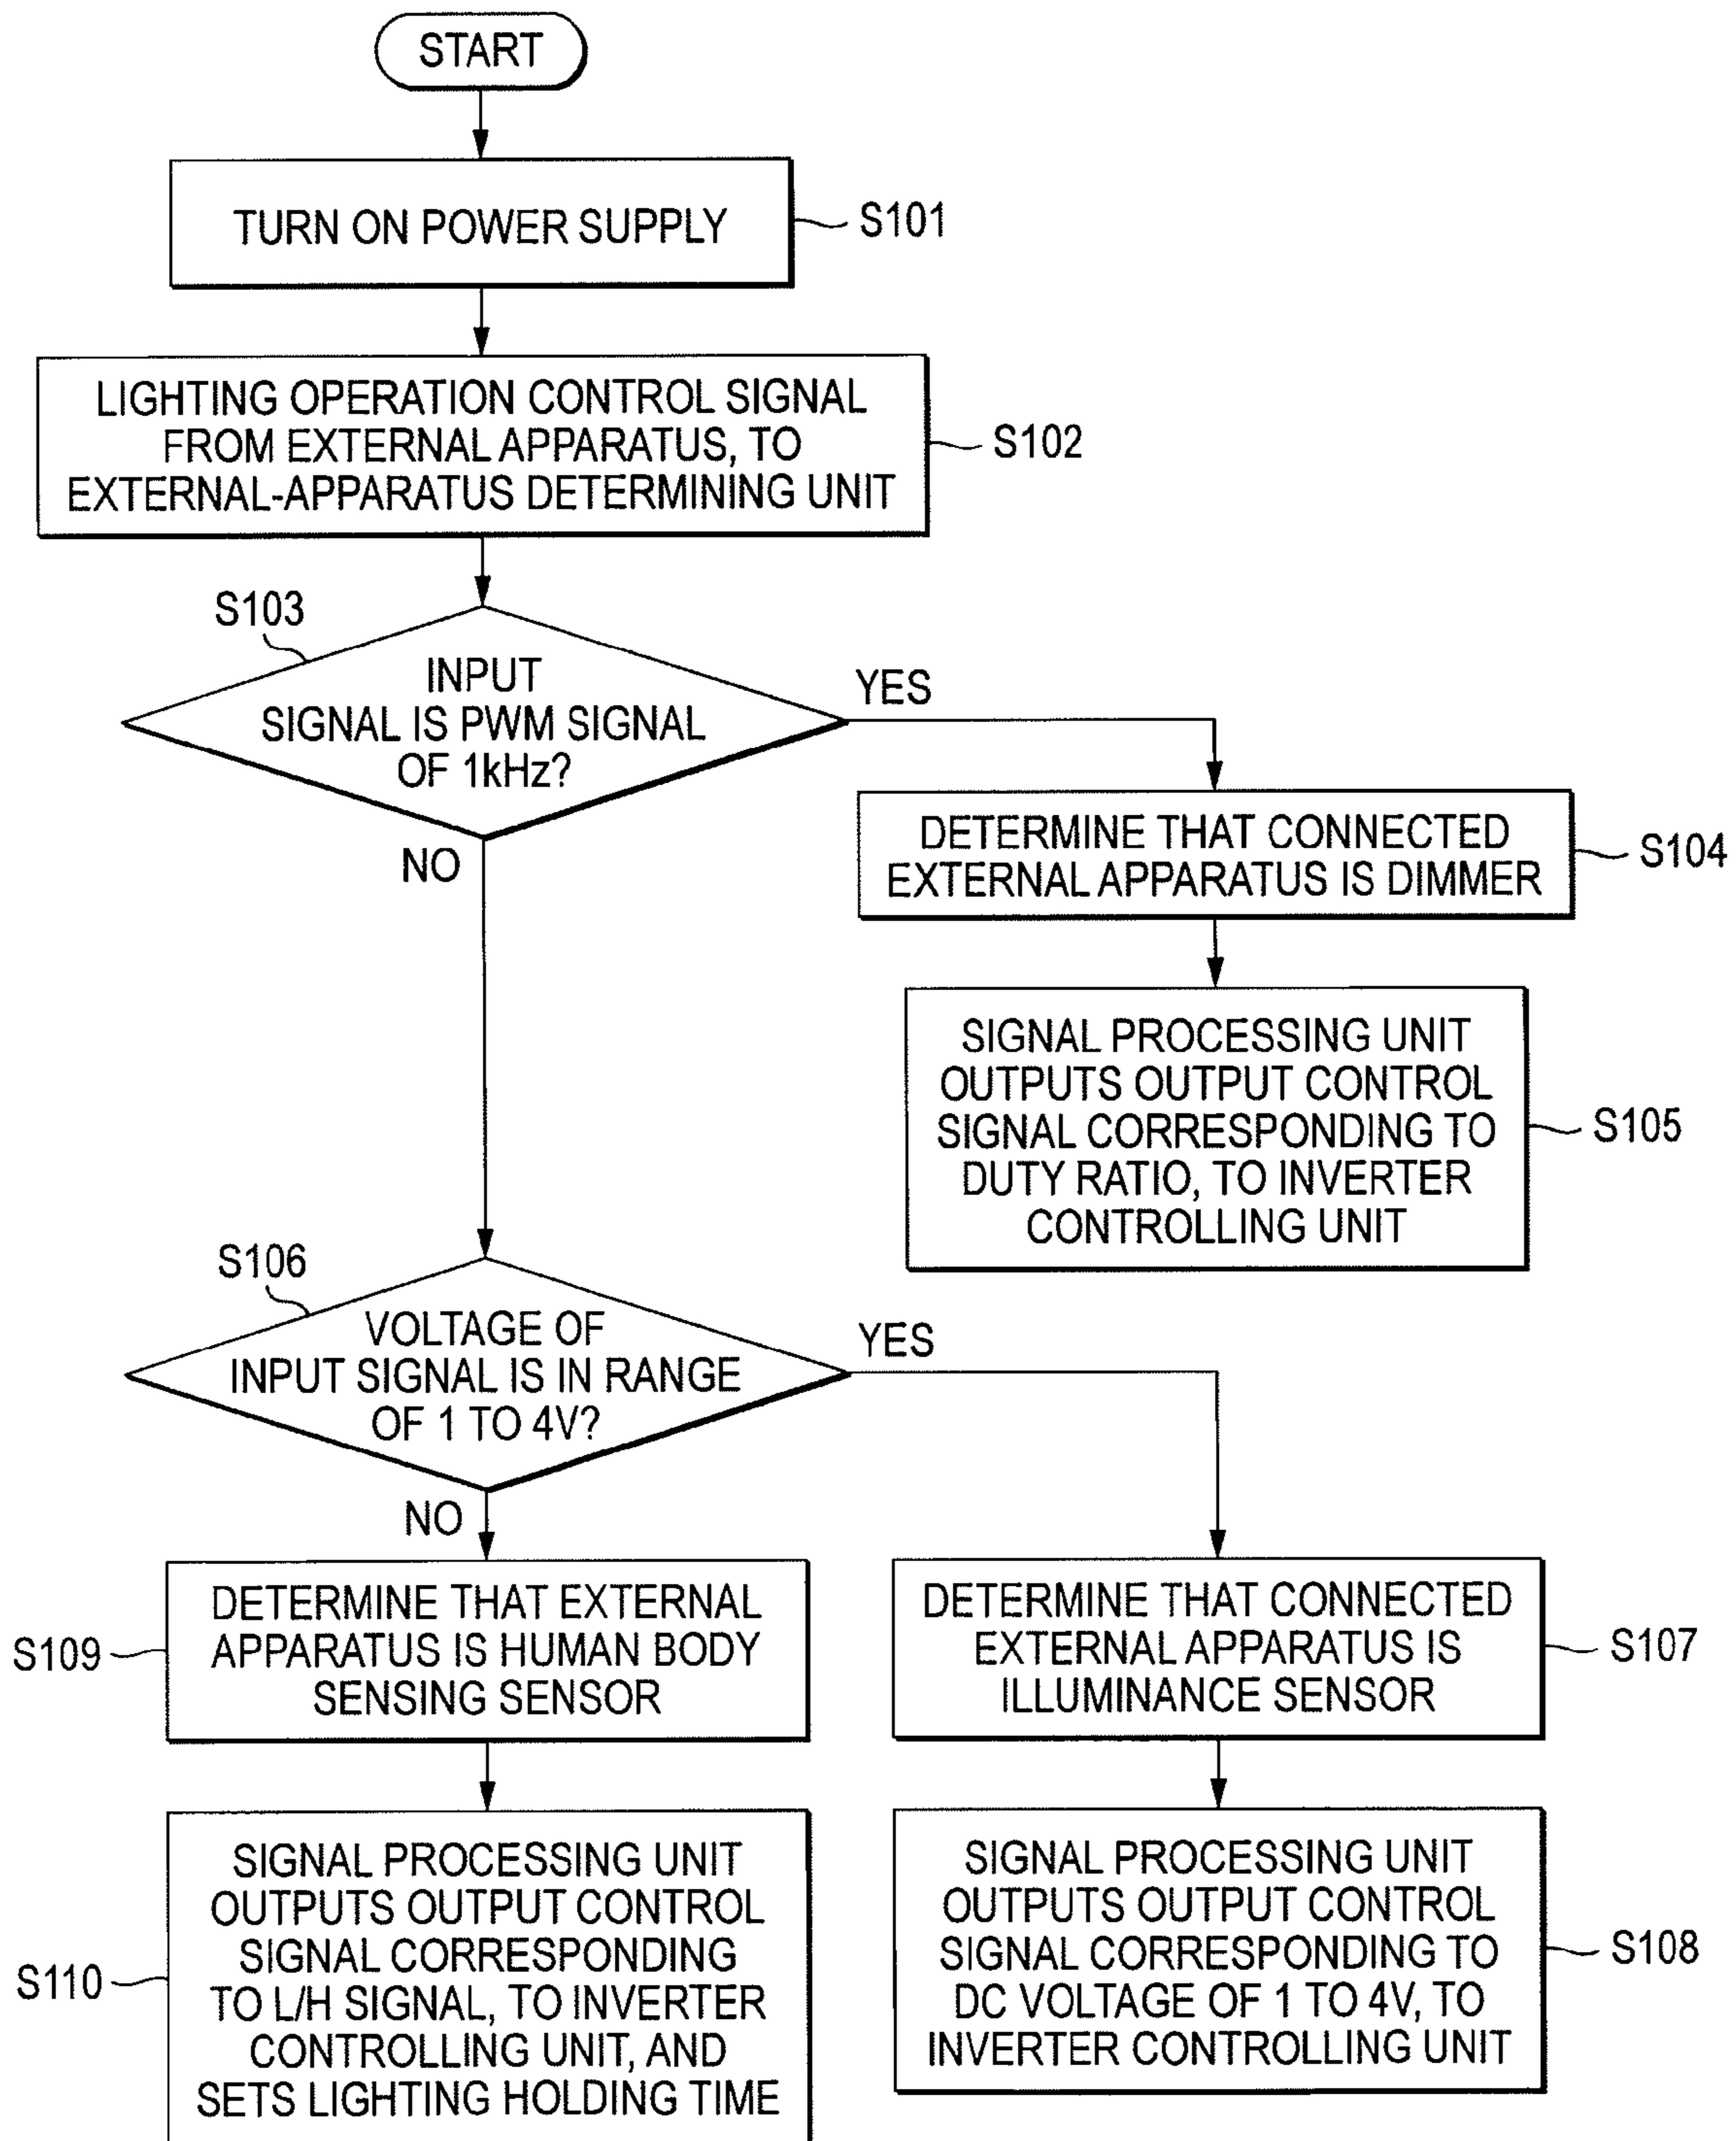 START
TURN ON POWER SUPPLY
S101
LIGHTING OPERATION CONTROL SIGNAL
FROM EXTERNAL APPARATUS, TO
EXTERNAL-APPARATUS DETERMINING UNIT
S102
S103
INPUT
SIGNAL IS PWM SIGNAL
OF 1kHz?
YES
NO
DETERMINE THAT CONNECTED
EXTERNAL APPARATUS IS DIMMER
S104
SIGNAL PROCESSING UNIT
OUTPUTS OUTPUT CONTROL
SIGNAL CORRESPONDING TO
DUTY RATIO, TO INVERTER
CONTROLLING UNIT
S105
S106
VOLTAGE OF
INPUT SIGNAL IS IN RANGE
OF 1 TO 4V?
YES
NO
DETERMINE THAT EXTERNAL
APPARATUS IS HUMAN BODY
SENSING SENSOR
S109
DETERMINE THAT CONNECTED
EXTERNAL APPARATUS IS
ILLUMINANCE SENSOR
S107
SIGNAL PROCESSING UNIT
OUTPUTS OUTPUT CONTROL
SIGNAL CORRESPONDING
TO L/H SIGNAL, TO INVERTER
CONTROLLING UNIT, AND
SETS LIGHTING HOLDING TIME
S110
SIGNAL PROCESSING UNIT
OUTPUTS OUTPUT CONTROL
SIGNAL CORRESPONDING TO
DC VOLTAGE OF 1 TO 4V, TO
INVERTER CONTROLLING UNIT
S108